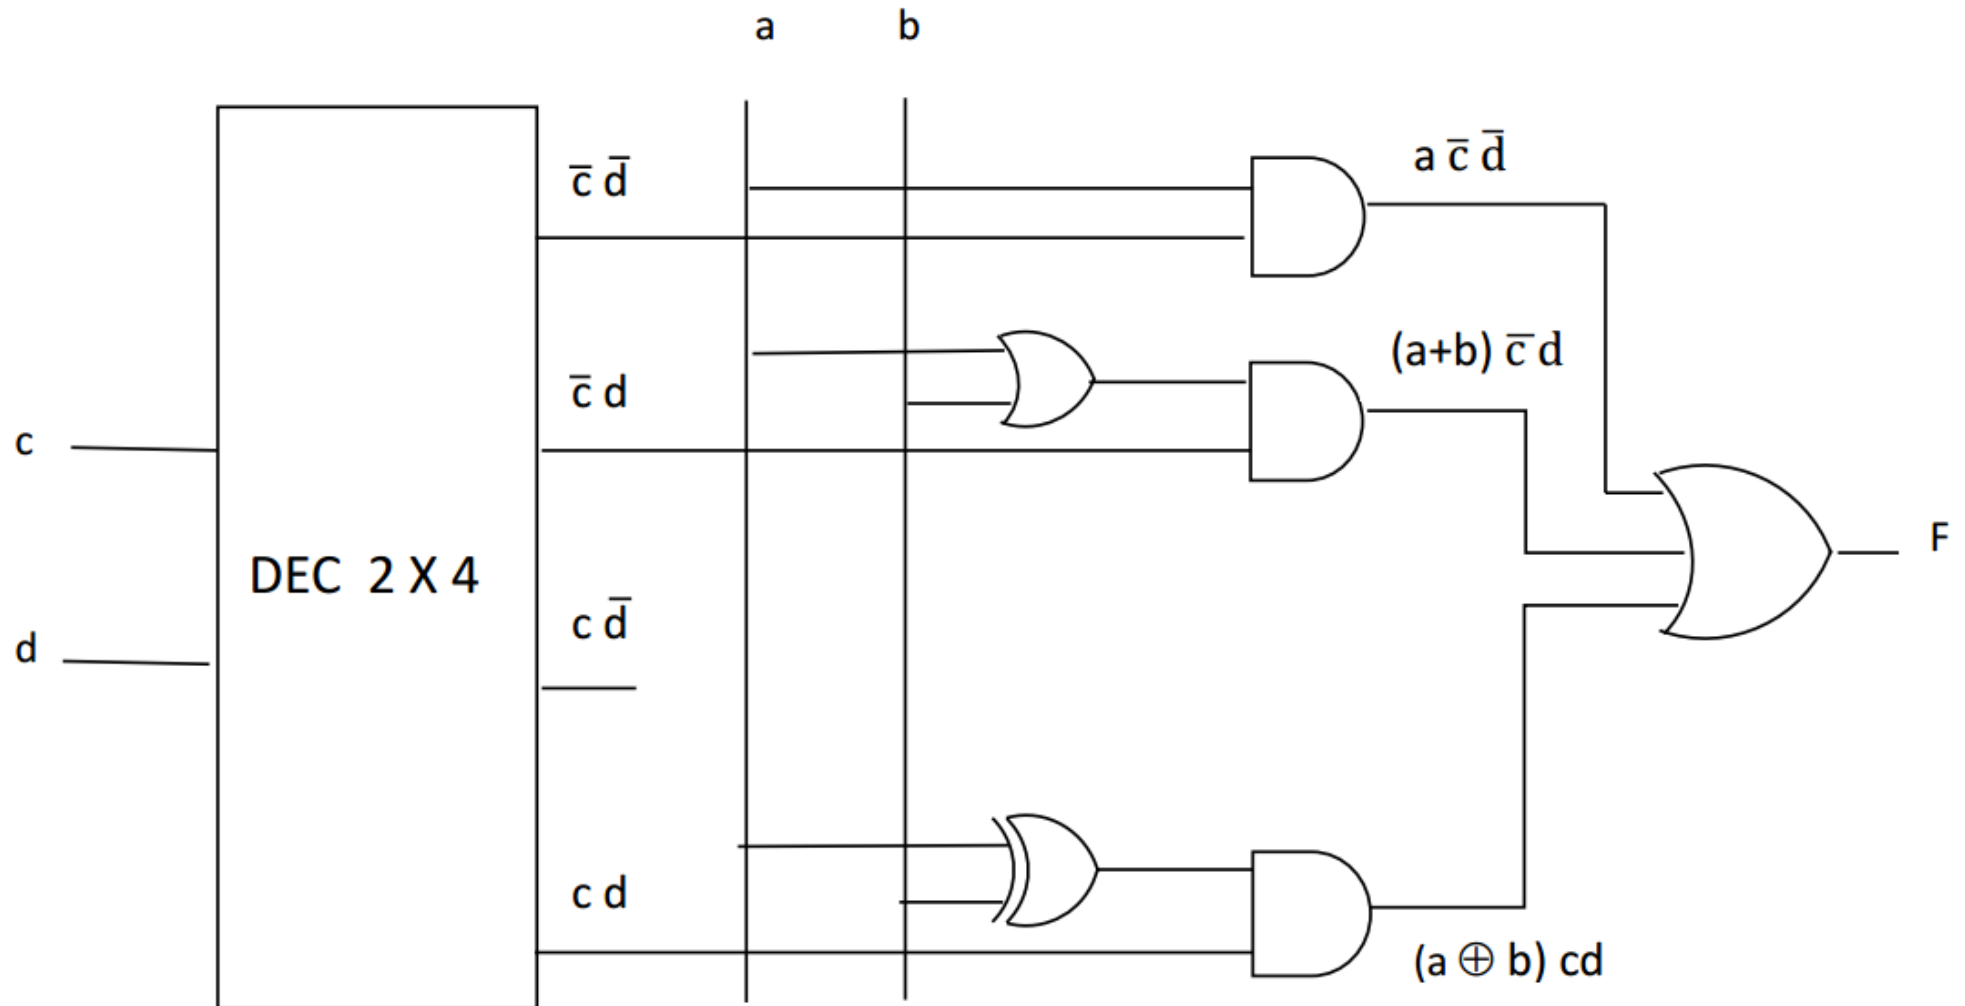 a b
c̅ d̅
a c̅ d̅
(a+b) c̅ d
c̅ d
c
F
DEC 2 X 4
c d̅
d
c d
(a ⊕ b) cd